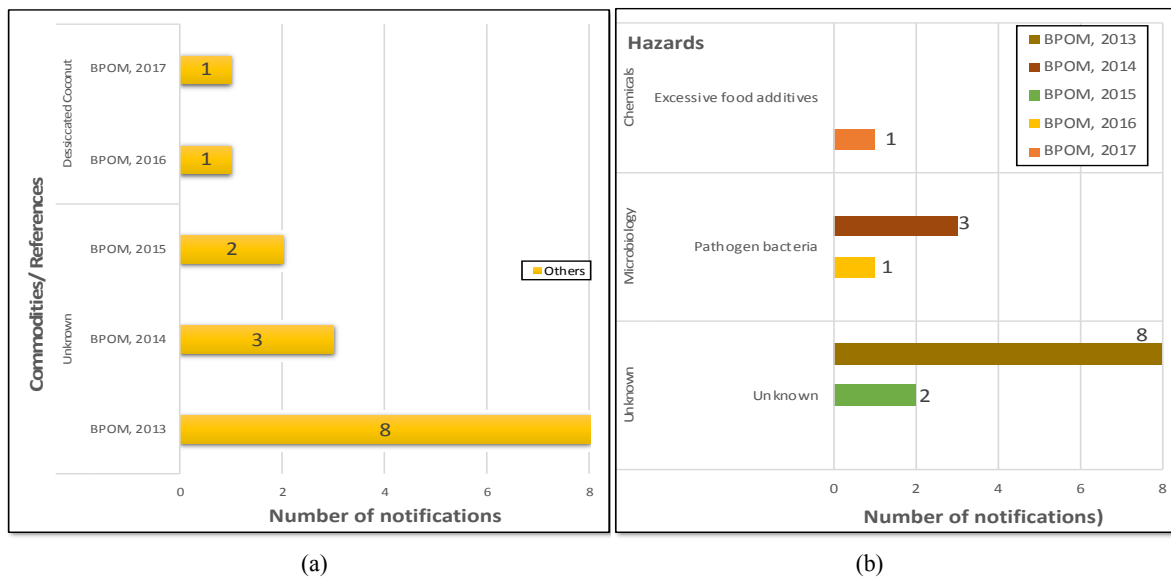 Commodities/ References
Dessiccated Coconut
Unknown
BPOM, 2017
1
BPOM, 2016
1
BPOM, 2015
2
BPOM, 2014
3
BPOM, 2013
8
Others
0 2 4 6 8
Number of notifications
(a)
Hazards
BPOM, 2013
BPOM, 2014
BPOM, 2015
BPOM, 2016
BPOM, 2017
Chemicals
Excessive food additives
1
Microbiology
Pathogen bacteria
3
1
Unknown
Unknown
8
2
0 2 4 6 8
Number of notifications)
(b)